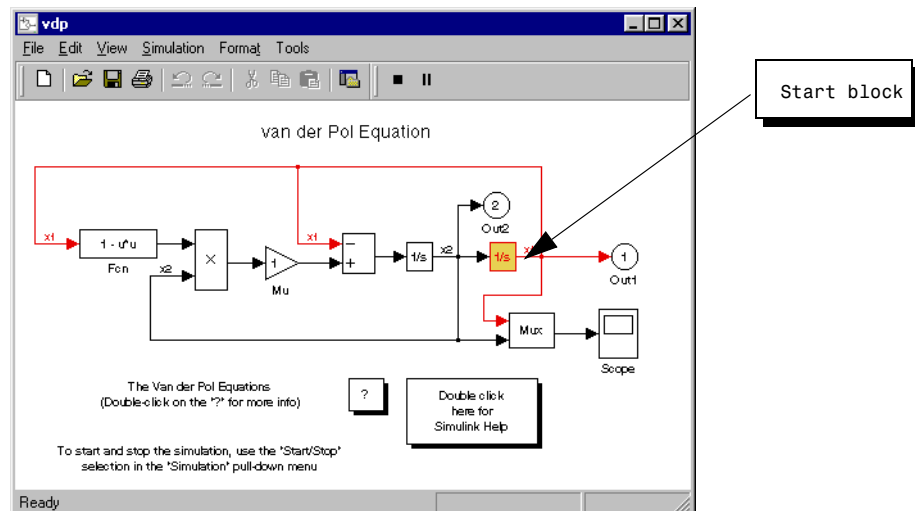 vdp
File Edit View Simulation Format Tools
Start block
van der Pol Equation
2
Out2
x1
1 - u*u
Fcn
x2
×
1
Mu
x1
−
+
1/s
x2
1/s
x1
1
Out1
Mux
Scope
The Van der Pol Equations
(Double-click on the "?" for more info)
?
Double click
here for
Simulink Help
To start and stop the simulation, use the "Start/Stop"
selection in the "Simulation" pull-down menu
Ready